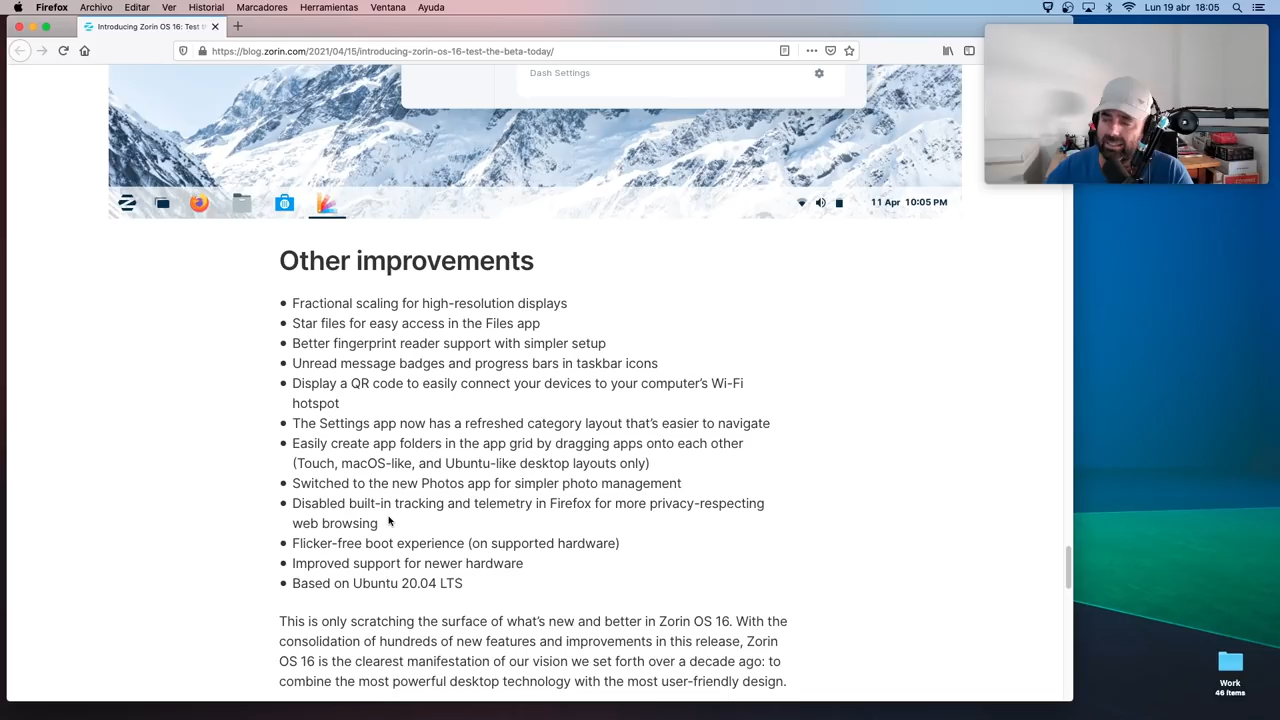 Firefox Archivo Editar Ver Historial Marcadores Herramientas Ventana Ayuda
Lun 19 abr 18:05
Introducing Zorin OS 16: Test t
https://blog.zorin.com/2021/04/15/introducing-zorin-os-16-test-the-beta-today/
Dash Settings
11 Apr 10:05 PM
Other improvements
• Fractional scaling for high-resolution displays
• Star files for easy access in the Files app
• Better fingerprint reader support with simpler setup
• Unread message badges and progress bars in taskbar icons
• Display a QR code to easily connect your devices to your computer’s Wi-Fi
hotspot
• The Settings app now has a refreshed category layout that’s easier to navigate
• Easily create app folders in the app grid by dragging apps onto each other
(Touch, macOS-like, and Ubuntu-like desktop layouts only)
• Switched to the new Photos app for simpler photo management
• Disabled built-in tracking and telemetry in Firefox for more privacy-respecting
web browsing
• Flicker-free boot experience (on supported hardware)
• Improved support for newer hardware
• Based on Ubuntu 20.04 LTS
This is only scratching the surface of what’s new and better in Zorin OS 16. With the
consolidation of hundreds of new features and improvements in this release, Zorin
OS 16 is the clearest manifestation of our vision we set forth over a decade ago: to
combine the most powerful desktop technology with the most user-friendly design.
Work
46 items